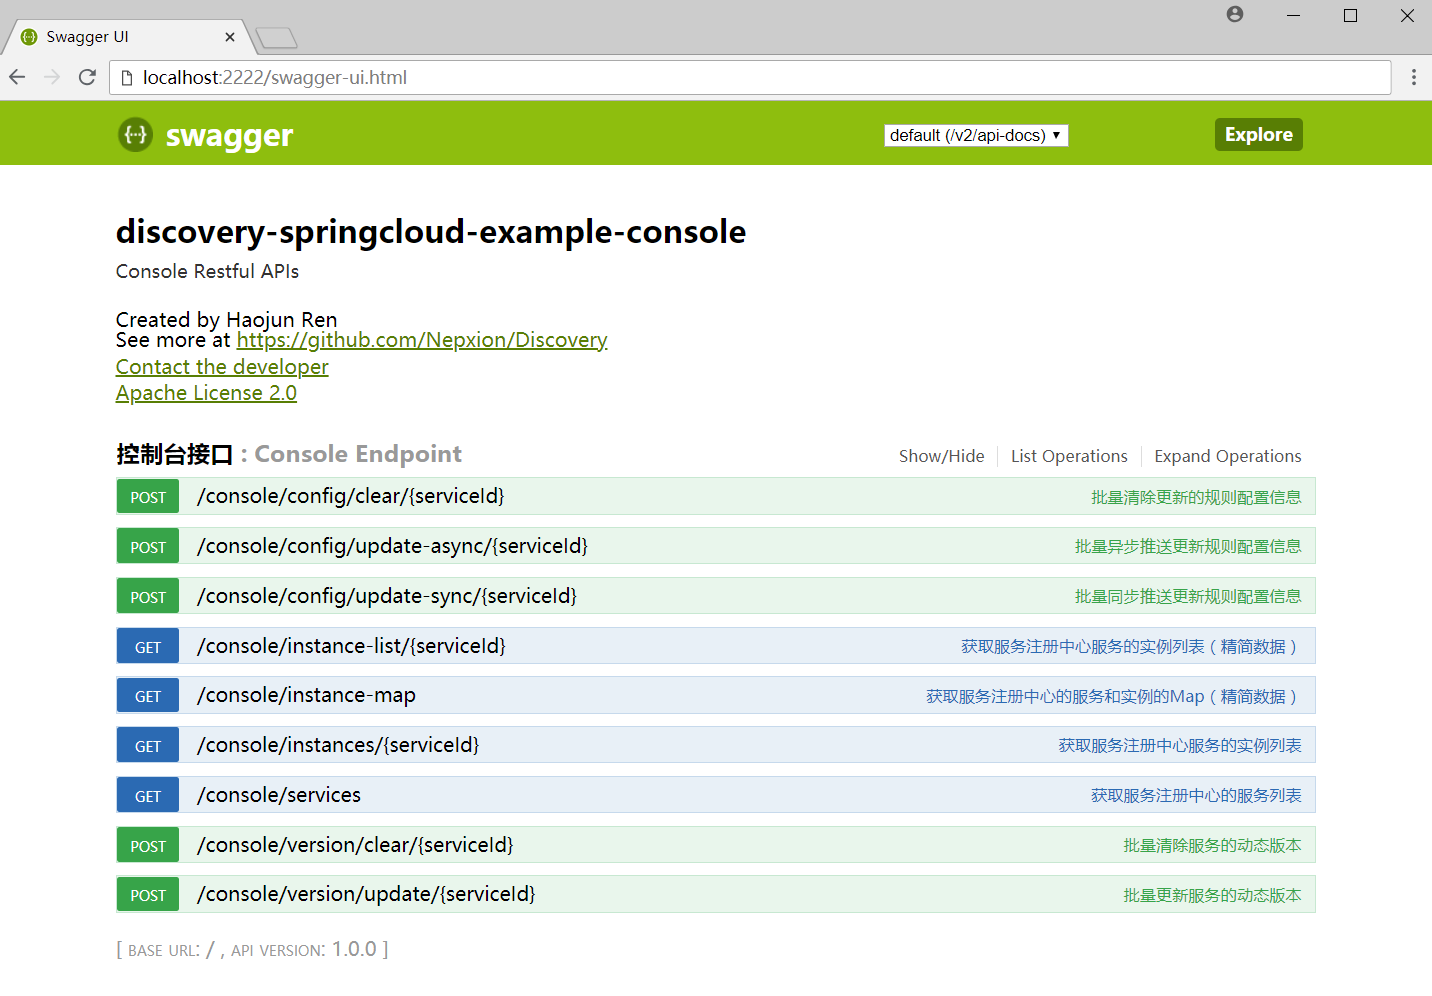 Swagger UI
localhost:2222/swagger-ui.html
swagger
default (/v2/api-docs)
Explore
discovery-springcloud-example-console
Console Restful APIs
Created by Haojun Ren
See more at https://github.com/Nepxion/Discovery
Contact the developer
Apache License 2.0
控制台接口 : Console Endpoint
Show/Hide
List Operations
Expand Operations
POST /console/config/clear/{serviceId} 批量清除更新的规则配置信息
POST /console/config/update-async/{serviceId} 批量异步推送更新规则配置信息
POST /console/config/update-sync/{serviceId} 批量同步推送更新规则配置信息
GET /console/instance-list/{serviceId} 获取服务注册中心服务的实例列表（精简数据）
GET /console/instance-map 获取服务注册中心的服务和实例的Map（精简数据）
GET /console/instances/{serviceId} 获取服务注册中心服务的实例列表
GET /console/services 获取服务注册中心的服务列表
POST /console/version/clear/{serviceId} 批量清除服务的动态版本
POST /console/version/update/{serviceId} 批量更新服务的动态版本
[ BASE URL: / , API VERSION: 1.0.0 ]